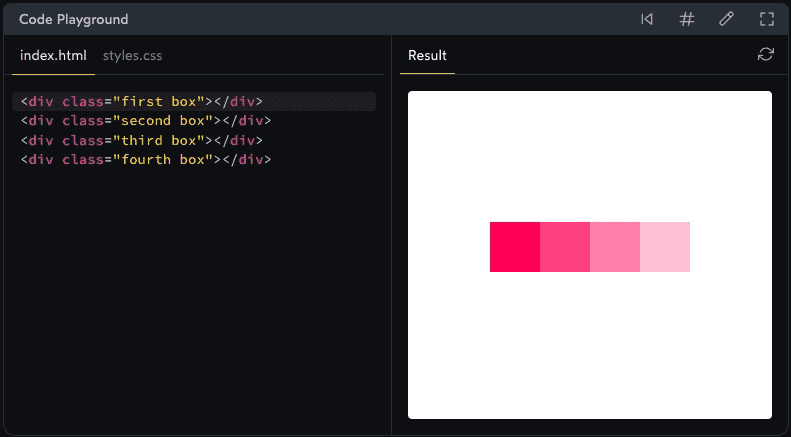 Code Playground
index.html styles.css
<div class="first box"></div>
<div class="second box"></div>
<div class="third box"></div>
<div class="fourth box"></div>
Result